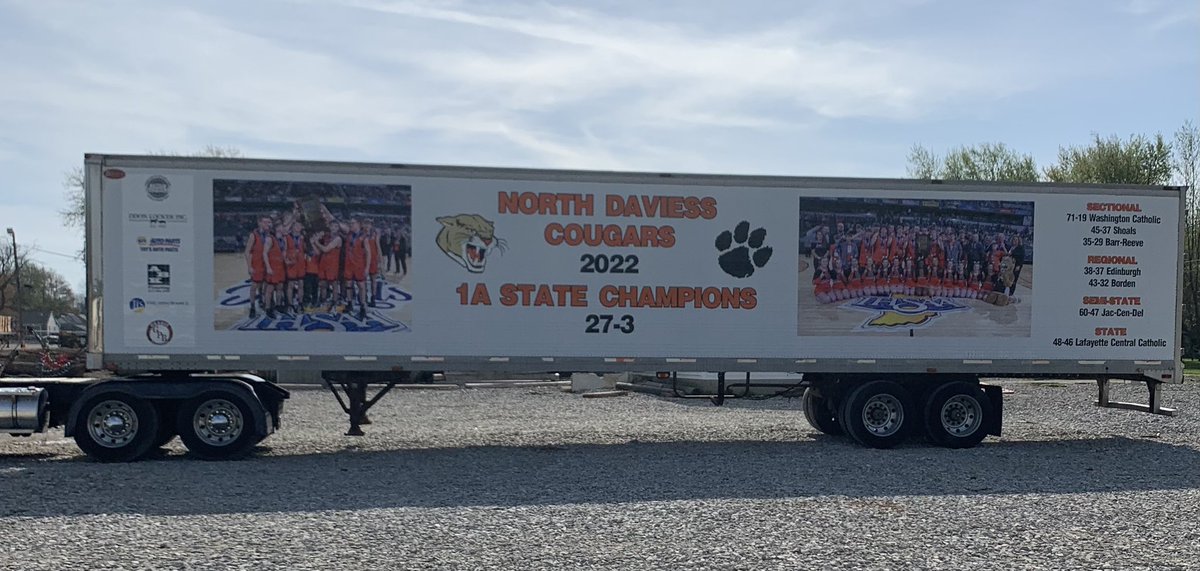 NORTH DAVIESS
COUGARS
2022
1A STATE CHAMPIONS
27-3
SECTIONAL
71-19 Washington Catholic
45-37 Shoals
35-29 Barr-Reeve
REGIONAL
38-37 Edinburgh
43-32 Borden
SEMI-STATE
60-47 Jac-Cen-Del
STATE
48-46 Lafayette Central Catholic
AUTO PARTS